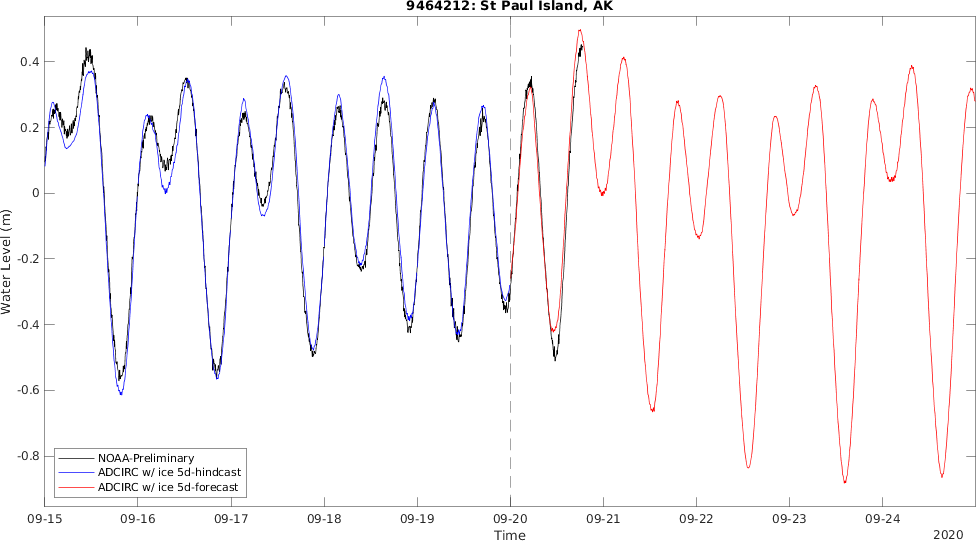 9464212: St Paul Island, AK
Water Level (m)
0.4
0.2
0
-0.2
-0.4
-0.6
-0.8
NOAA-Preliminary
ADCIRC w/ ice 5d-hindcast
ADCIRC w/ ice 5d-forecast
09-15 09-16 09-17 09-18 09-19 09-20 09-21 09-22 09-23 09-24
Time
2020